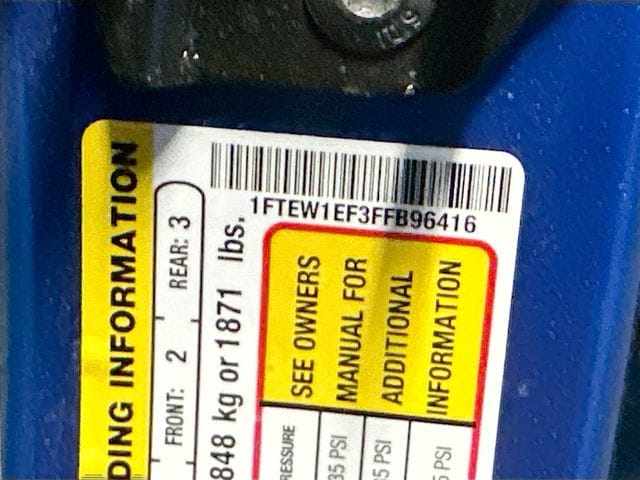 1FTEW1EF3FFB96416
DING INFORMATION
FRONT: 2 REAR: 3
848 kg or 1871 lbs.
SEE OWNERS
MANUAL FOR
ADDITIONAL
INFORMATION
RESSURE
35 PSI
35 PSI
5 PSI